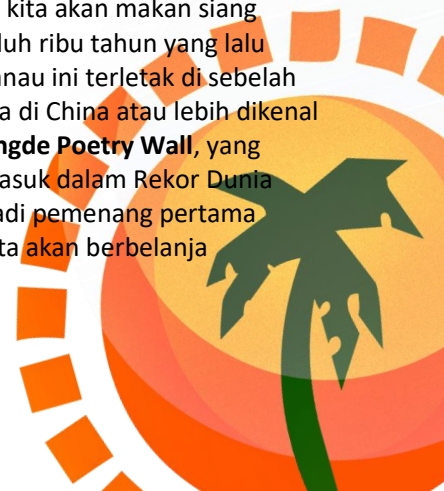 kita akan makan siang
luh ribu tahun yang lalu
anau ini terletak di sebelah
a di China atau lebih dikenal
ngde Poetry Wall, yang
asuk dalam Rekor Dunia
adi pemenang pertama
ta akan berbelanja